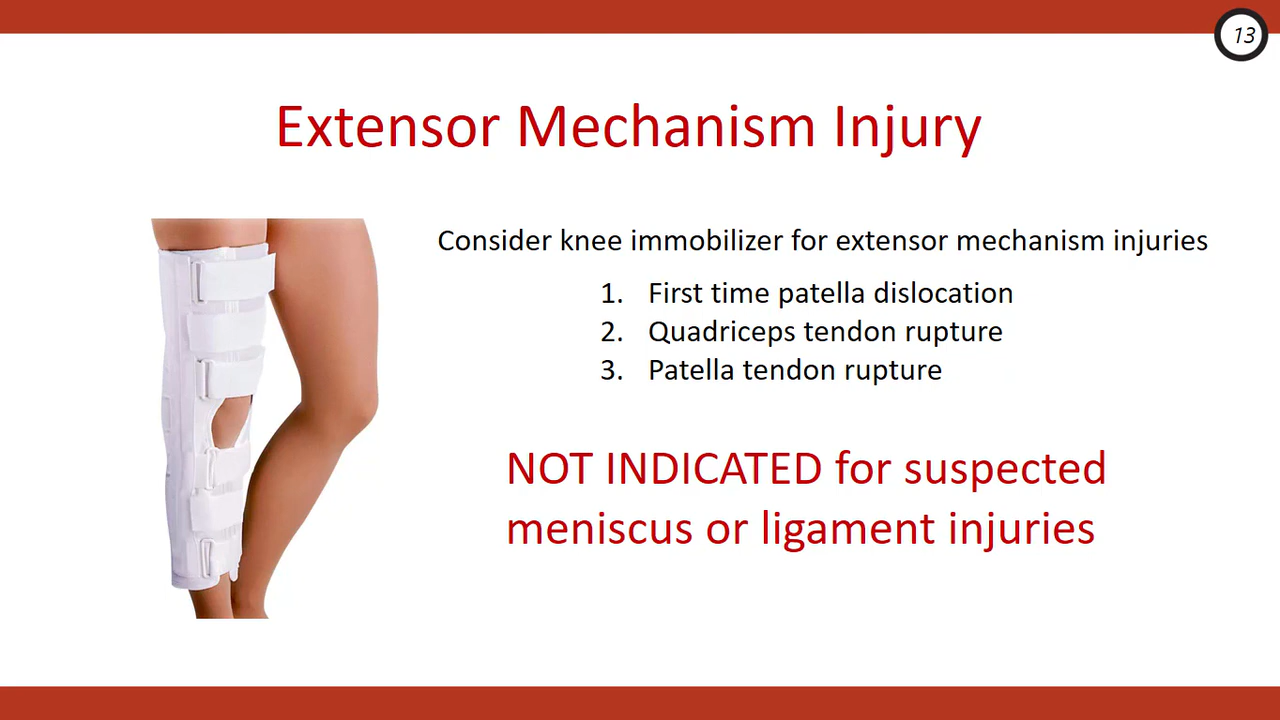 13
Extensor Mechanism Injury
Consider knee immobilizer for extensor mechanism injuries
1. First time patella dislocation
2. Quadriceps tendon rupture
3. Patella tendon rupture
NOT INDICATED for suspected
meniscus or ligament injuries